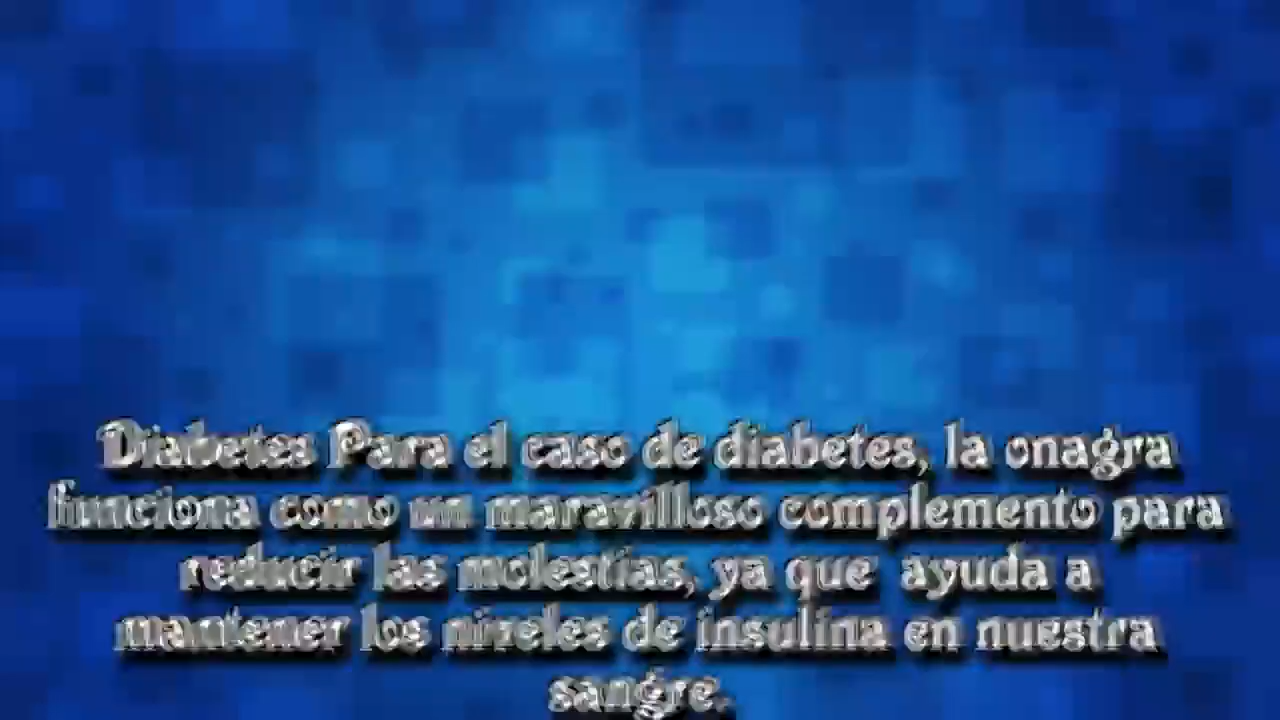 Diabetes Para el caso de diabetes, la onagra
funciona como un maravilloso complemento para
reducir las molestias, ya que ayuda a
mantener los niveles de insulina en nuestra
sangre.